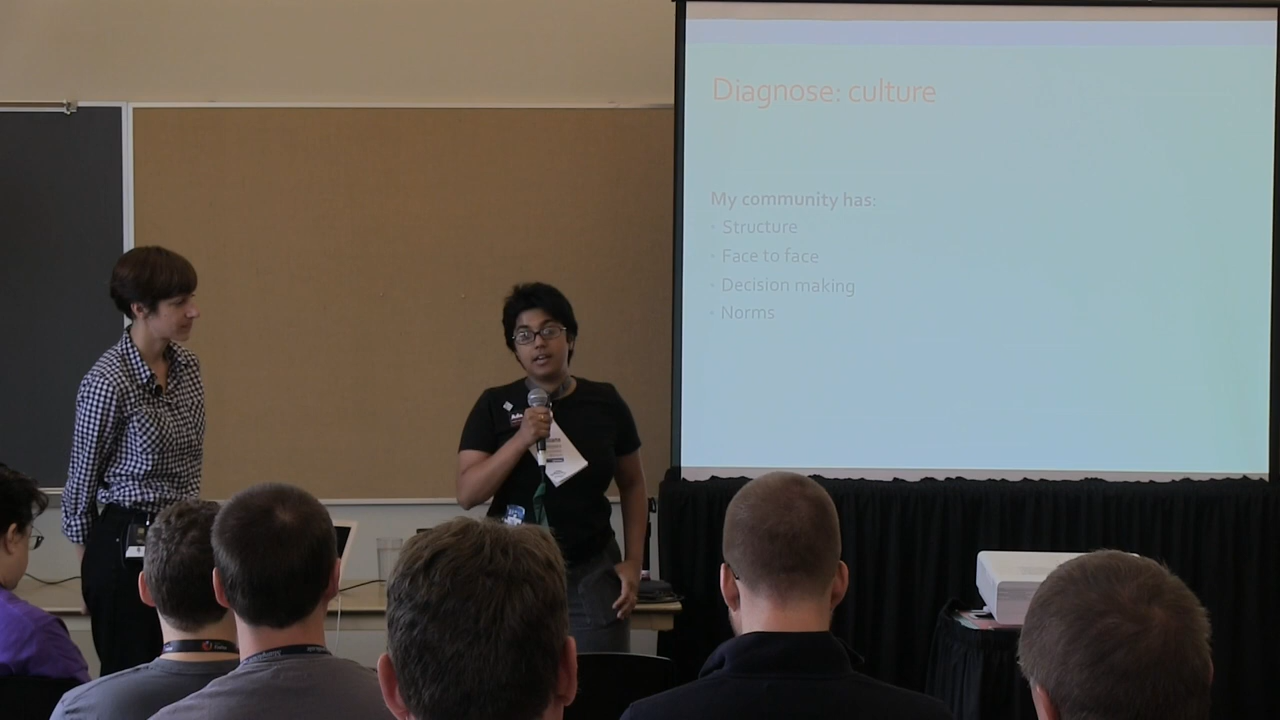 Diagnose: culture
My community has:
· Structure
· Face to face
· Decision making
· Norms